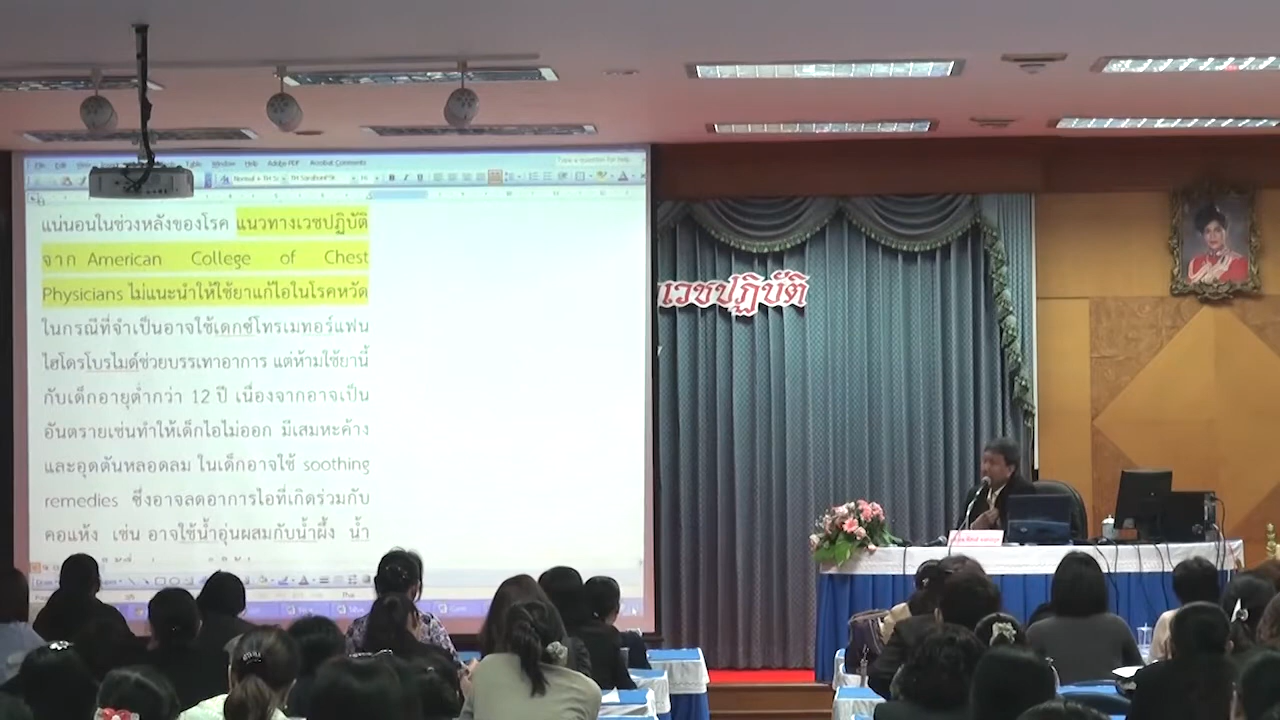 Table Window Help Adobe PDF Acrobat Comments
Type a question for help
แน่นอนในช่วงหลังของโรค แนวทางเวชปฏิบัติ
จาก American College of Chest
Physicians ไม่แนะนำให้ใช้ยาแก้ไอในโรคหวัด
ในกรณีที่จำเป็นอาจใช้เดกซ์โทรเมทอร์แฟน
ไฮโดรโบรไมด์ช่วยบรรเทาอาการ แต่ห้ามใช้ยานี้
กับเด็กอายุต่ำกว่า 12 ปี เนื่องจากอาจเป็น
อันตรายเช่นทำให้เด็กไอไม่ออก มีเสมหะค้าง
และอุดตันหลอดลม ในเด็กอาจใช้ soothing
remedies ซึ่งอาจลดอาการไอที่เกิดร่วมกับ
คอแห้ง เช่น อาจใช้น้ำอุ่นผสมกับน้ำผึ้ง น้ำ
เวชปฏิบัติ